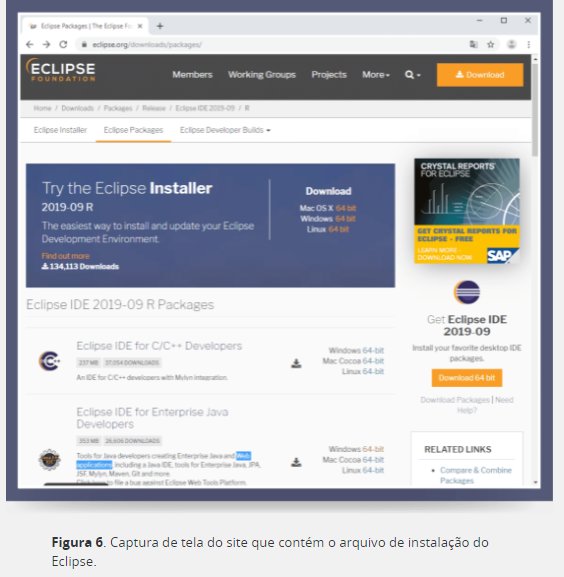 Eclipse Packages | The Eclipse Fo
eclipse.org/downloads/packages/
ECLIPSE
FOUNDATION
Members Working Groups Projects More Download
Home / Downloads / Packages / Release / Eclipse IDE 2019-09 / R
Eclipse Installer Eclipse Packages Eclipse Developer Builds
Try the Eclipse Installer
2019-09 R
The easiest way to install and update your Eclipse
Development Environment.
Find out more
134,113 Downloads
Download
Mac OS X 64 bit
Windows 64 bit
Linux 64 bit
CRYSTAL REPORTS®
FOR ECLIPSE
GET CRYSTAL REPORTS FOR
ECLIPSE - FREE
LEARN MORE -
DOWNLOAD NOW
SAP
Eclipse IDE 2019-09 R Packages
Eclipse IDE for C/C++ Developers
237 MB 37,054 DOWNLOADS
An IDE for C/C++ developers with Mylyn integration.
Windows 64-bit
Mac Cocoa 64-bit
Linux 64-bit
Eclipse IDE for Enterprise Java
Developers
353 MB 28,606 DOWNLOADS
Tools for Java developers creating Enterprise Java and Web
applications, including a Java IDE, tools for Enterprise Java, JPA,
JSF, Mylyn, Maven, Git and more.
to file a bug against Eclipse Web Tools Platform.
Windows 64-bit
Mac Cocoa 64-bit
Linux 64-bit
Get Eclipse IDE
2019-09
Install your favorite desktop IDE
packages.
Download 64 bit
Download Packages | Need
Help?
RELATED LINKS
Compare & Combine
Packages
Figura 6. Captura de tela do site que contém o arquivo de instalação do
Eclipse.